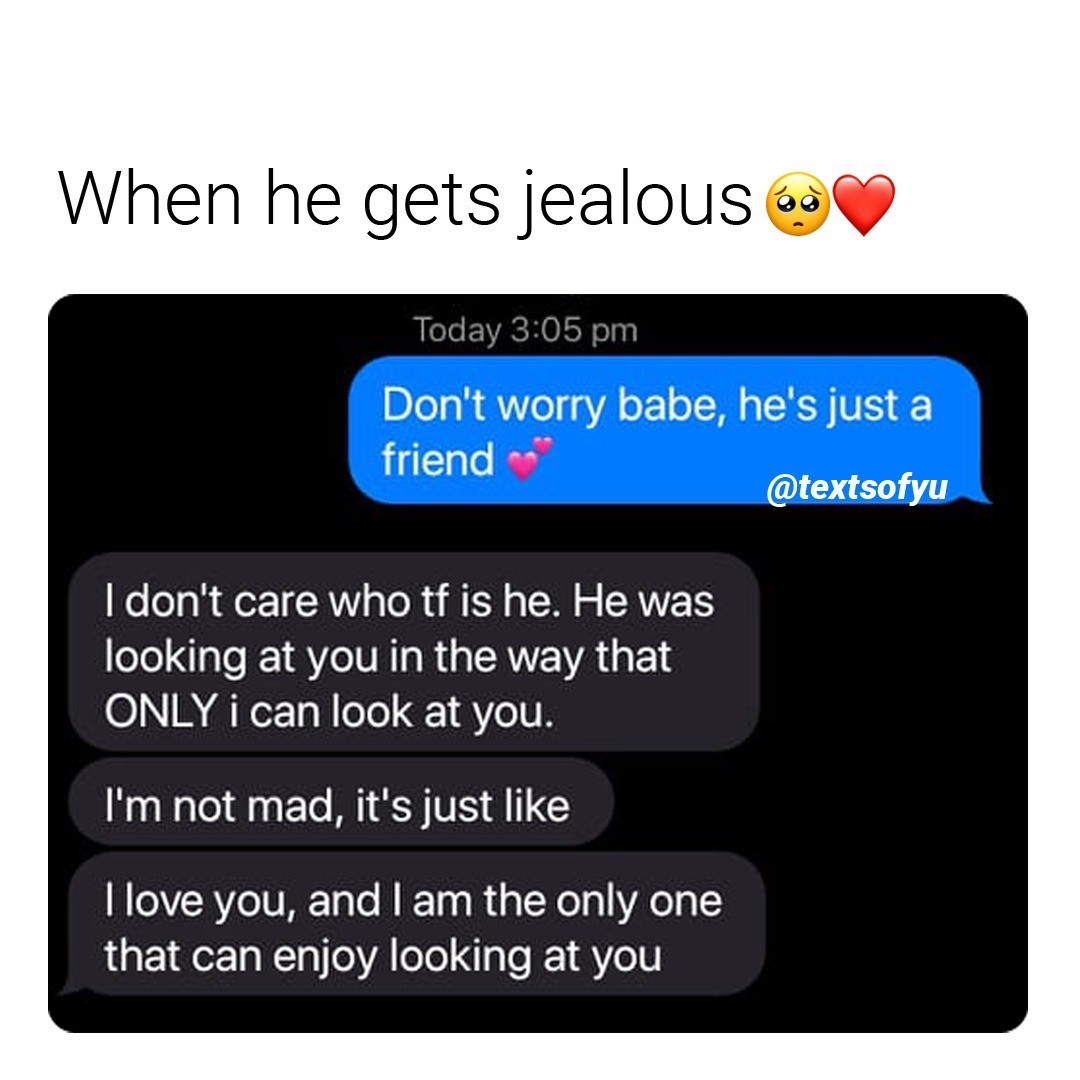 When he gets jealous🥺❤️
Today 3:05 pm
Don't worry babe, he's just a
friend 💕
@textsofyu
I don't care who tf is he. He was
looking at you in the way that
ONLY i can look at you.
I'm not mad, it's just like
I love you, and I am the only one
that can enjoy looking at you